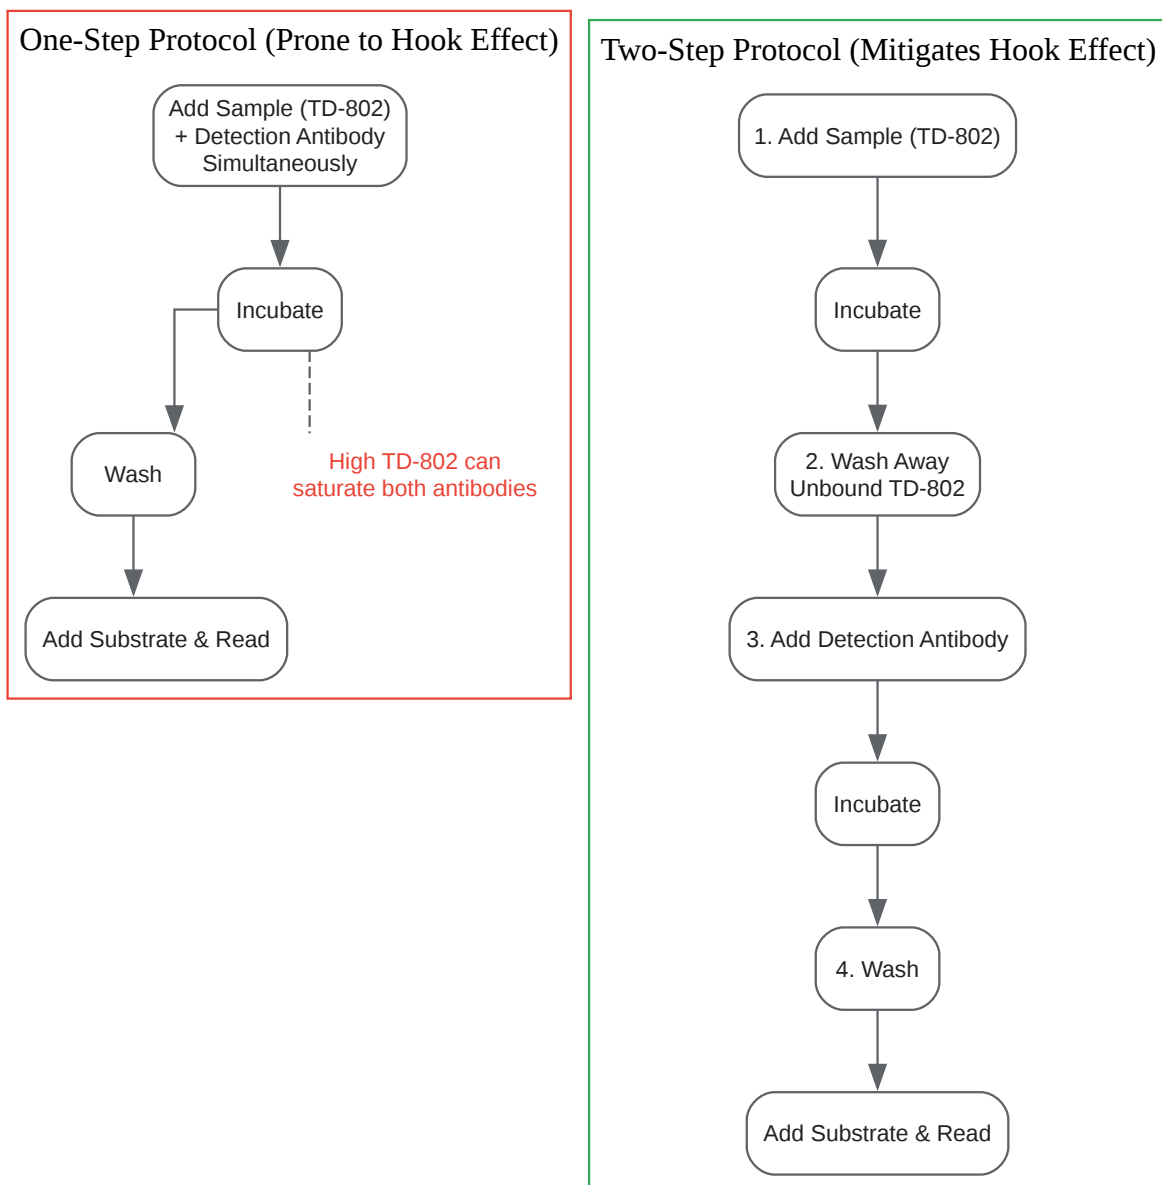 One-Step Protocol (Prone to Hook Effect)
Add Sample (TD-802)
+ Detection Antibody
Simultaneously
Incubate
Wash
High TD-802 can
saturate both antibodies
Add Substrate & Read
Two-Step Protocol (Mitigates Hook Effect)
1. Add Sample (TD-802)
Incubate
2. Wash Away
Unbound TD-802
3. Add Detection Antibody
Incubate
4. Wash
Add Substrate & Read